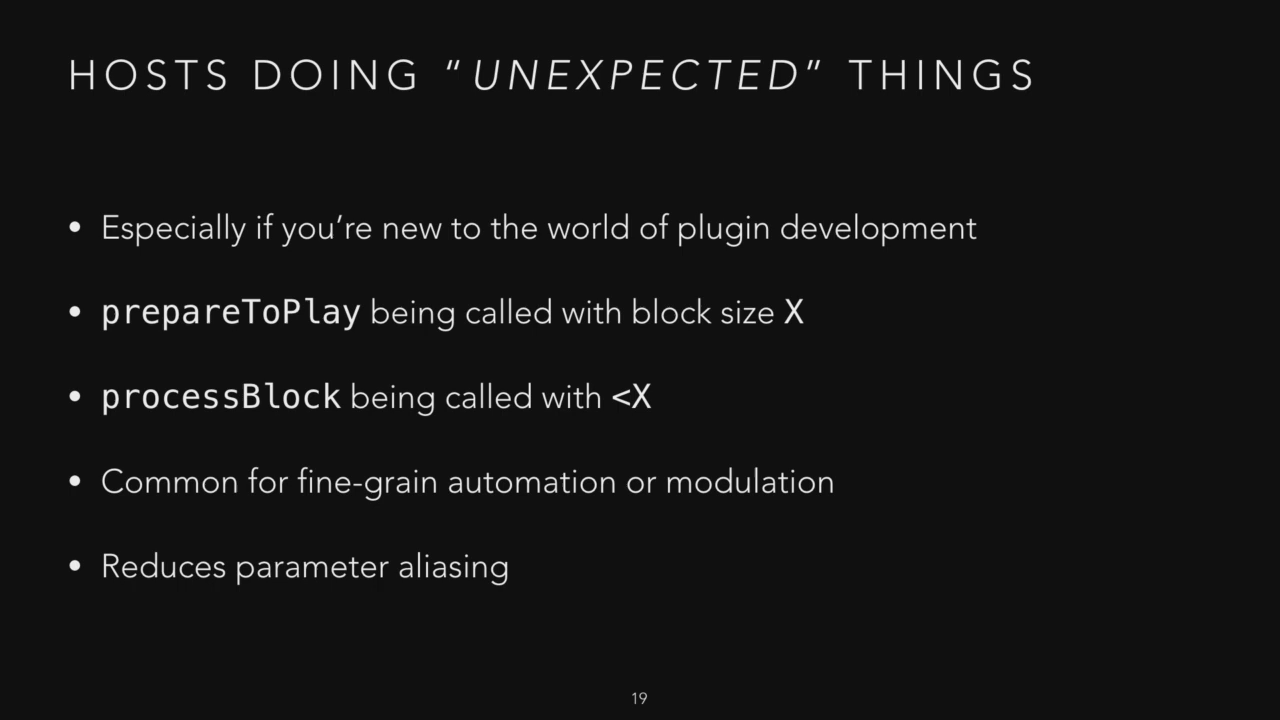 HOSTS DOING “UNEXPECTED” THINGS
• Especially if you’re new to the world of plugin development
• prepareToPlay being called with block size X
• processBlock being called with <X
• Common for fine-grain automation or modulation
• Reduces parameter aliasing
19